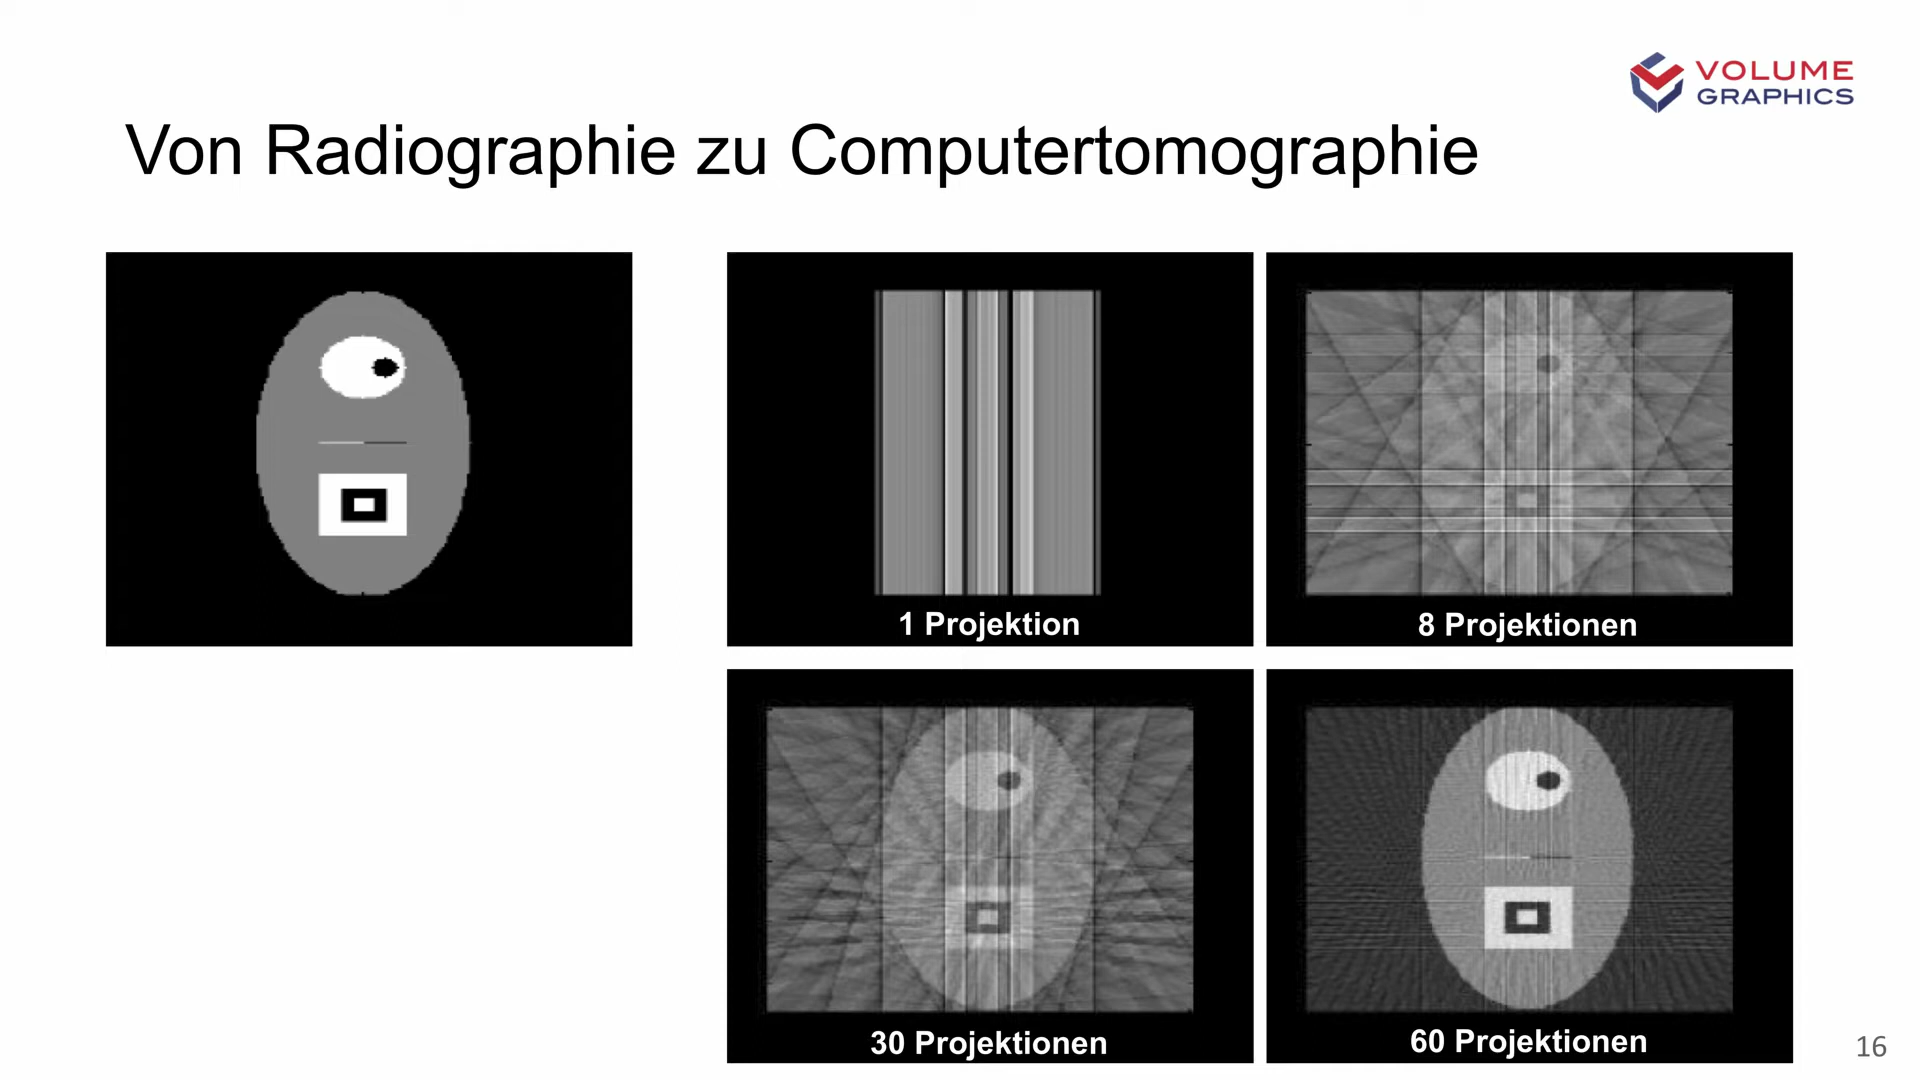 VOLUME
GRAPHICS
Von Radiographie zu Computertomographie
1 Projektion
8 Projektionen
30 Projektionen
60 Projektionen
16